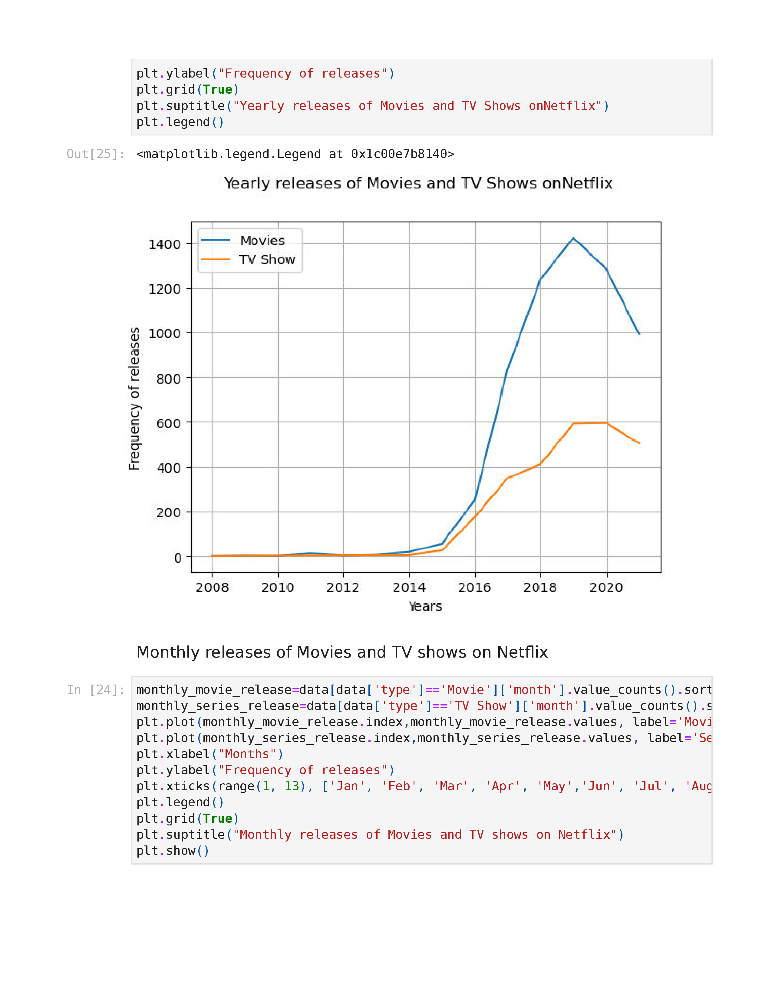 plt.ylabel("Frequency of releases")
plt.grid(True)
plt.suptitle("Yearly releases of Movies and TV Shows onNetflix")
plt.legend()
Out[25]: <matplotlib.legend.Legend at 0x1c00e7b8140>
Yearly releases of Movies and TV Shows onNetflix
Movies
TV Show
1400
1200
1000
800
600
400
200
0
Frequency of releases
2008 2010 2012 2014 2016 2018 2020
Years
Monthly releases of Movies and TV shows on Netflix
In [24]: monthly_movie_release=data[data['type']=='Movie']['month'].value_counts().sort
monthly_series_release=data[data['type']=='TV Show']['month'].value_counts().s
plt.plot(monthly_movie_release.index,monthly_movie_release.values, label='Movi
plt.plot(monthly_series_release.index,monthly_series_release.values, label='Se
plt.xlabel("Months")
plt.ylabel("Frequency of releases")
plt.xticks(range(1, 13), ['Jan', 'Feb', 'Mar', 'Apr', 'May','Jun', 'Jul', 'Aug
plt.legend()
plt.grid(True)
plt.suptitle("Monthly releases of Movies and TV shows on Netflix")
plt.show()